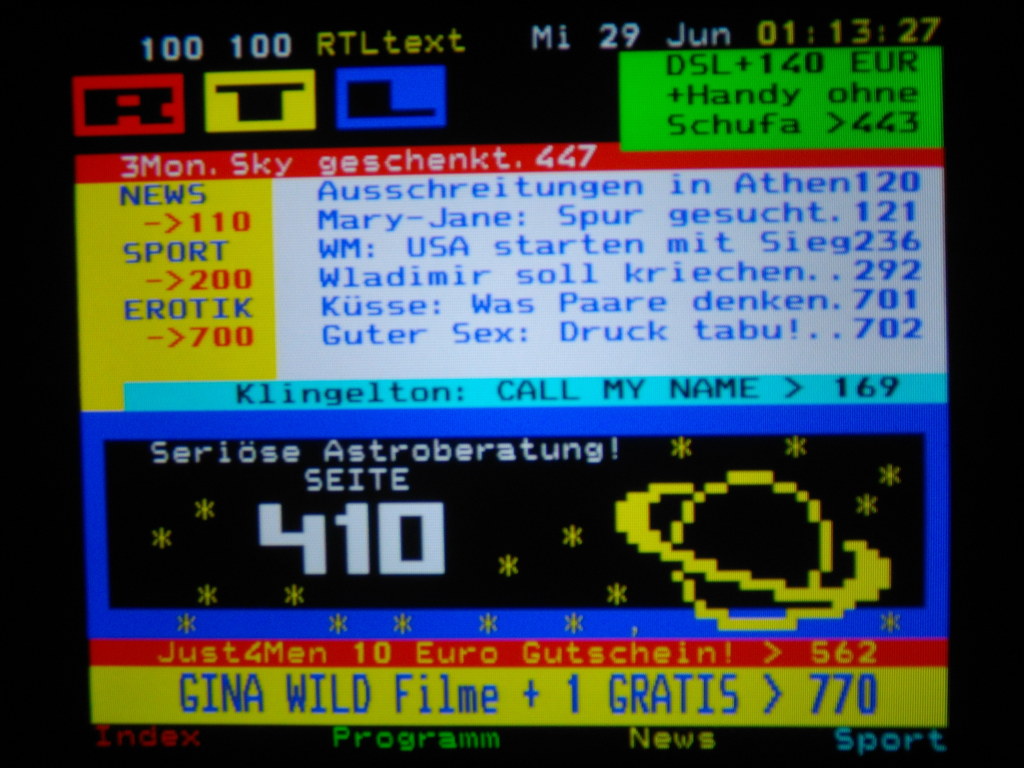 100 100 RTLtext Mi 29 Jun 01:13:27
RTL
DSL+140 EUR
+Handy ohne
Schufa >443
3Mon. Sky geschenkt. 447
NEWS
->110
SPORT
->200
EROTIK
->700
Ausschreitungen in Athen120
Mary-Jane: Spur gesucht. 121
WM: USA starten mit Sieg236
Wladimir soll kriechen.. 292
Küsse: Was Paare denken. 701
Guter Sex: Druck tabu!.. 702
Klingelton: CALL MY NAME > 169
Seriöse Astroberatung!
SEITE
410
Just4Men 10 Euro Gutschein! > 562
GINA WILD Filme + 1 GRATIS > 770
Index Programm News Sport